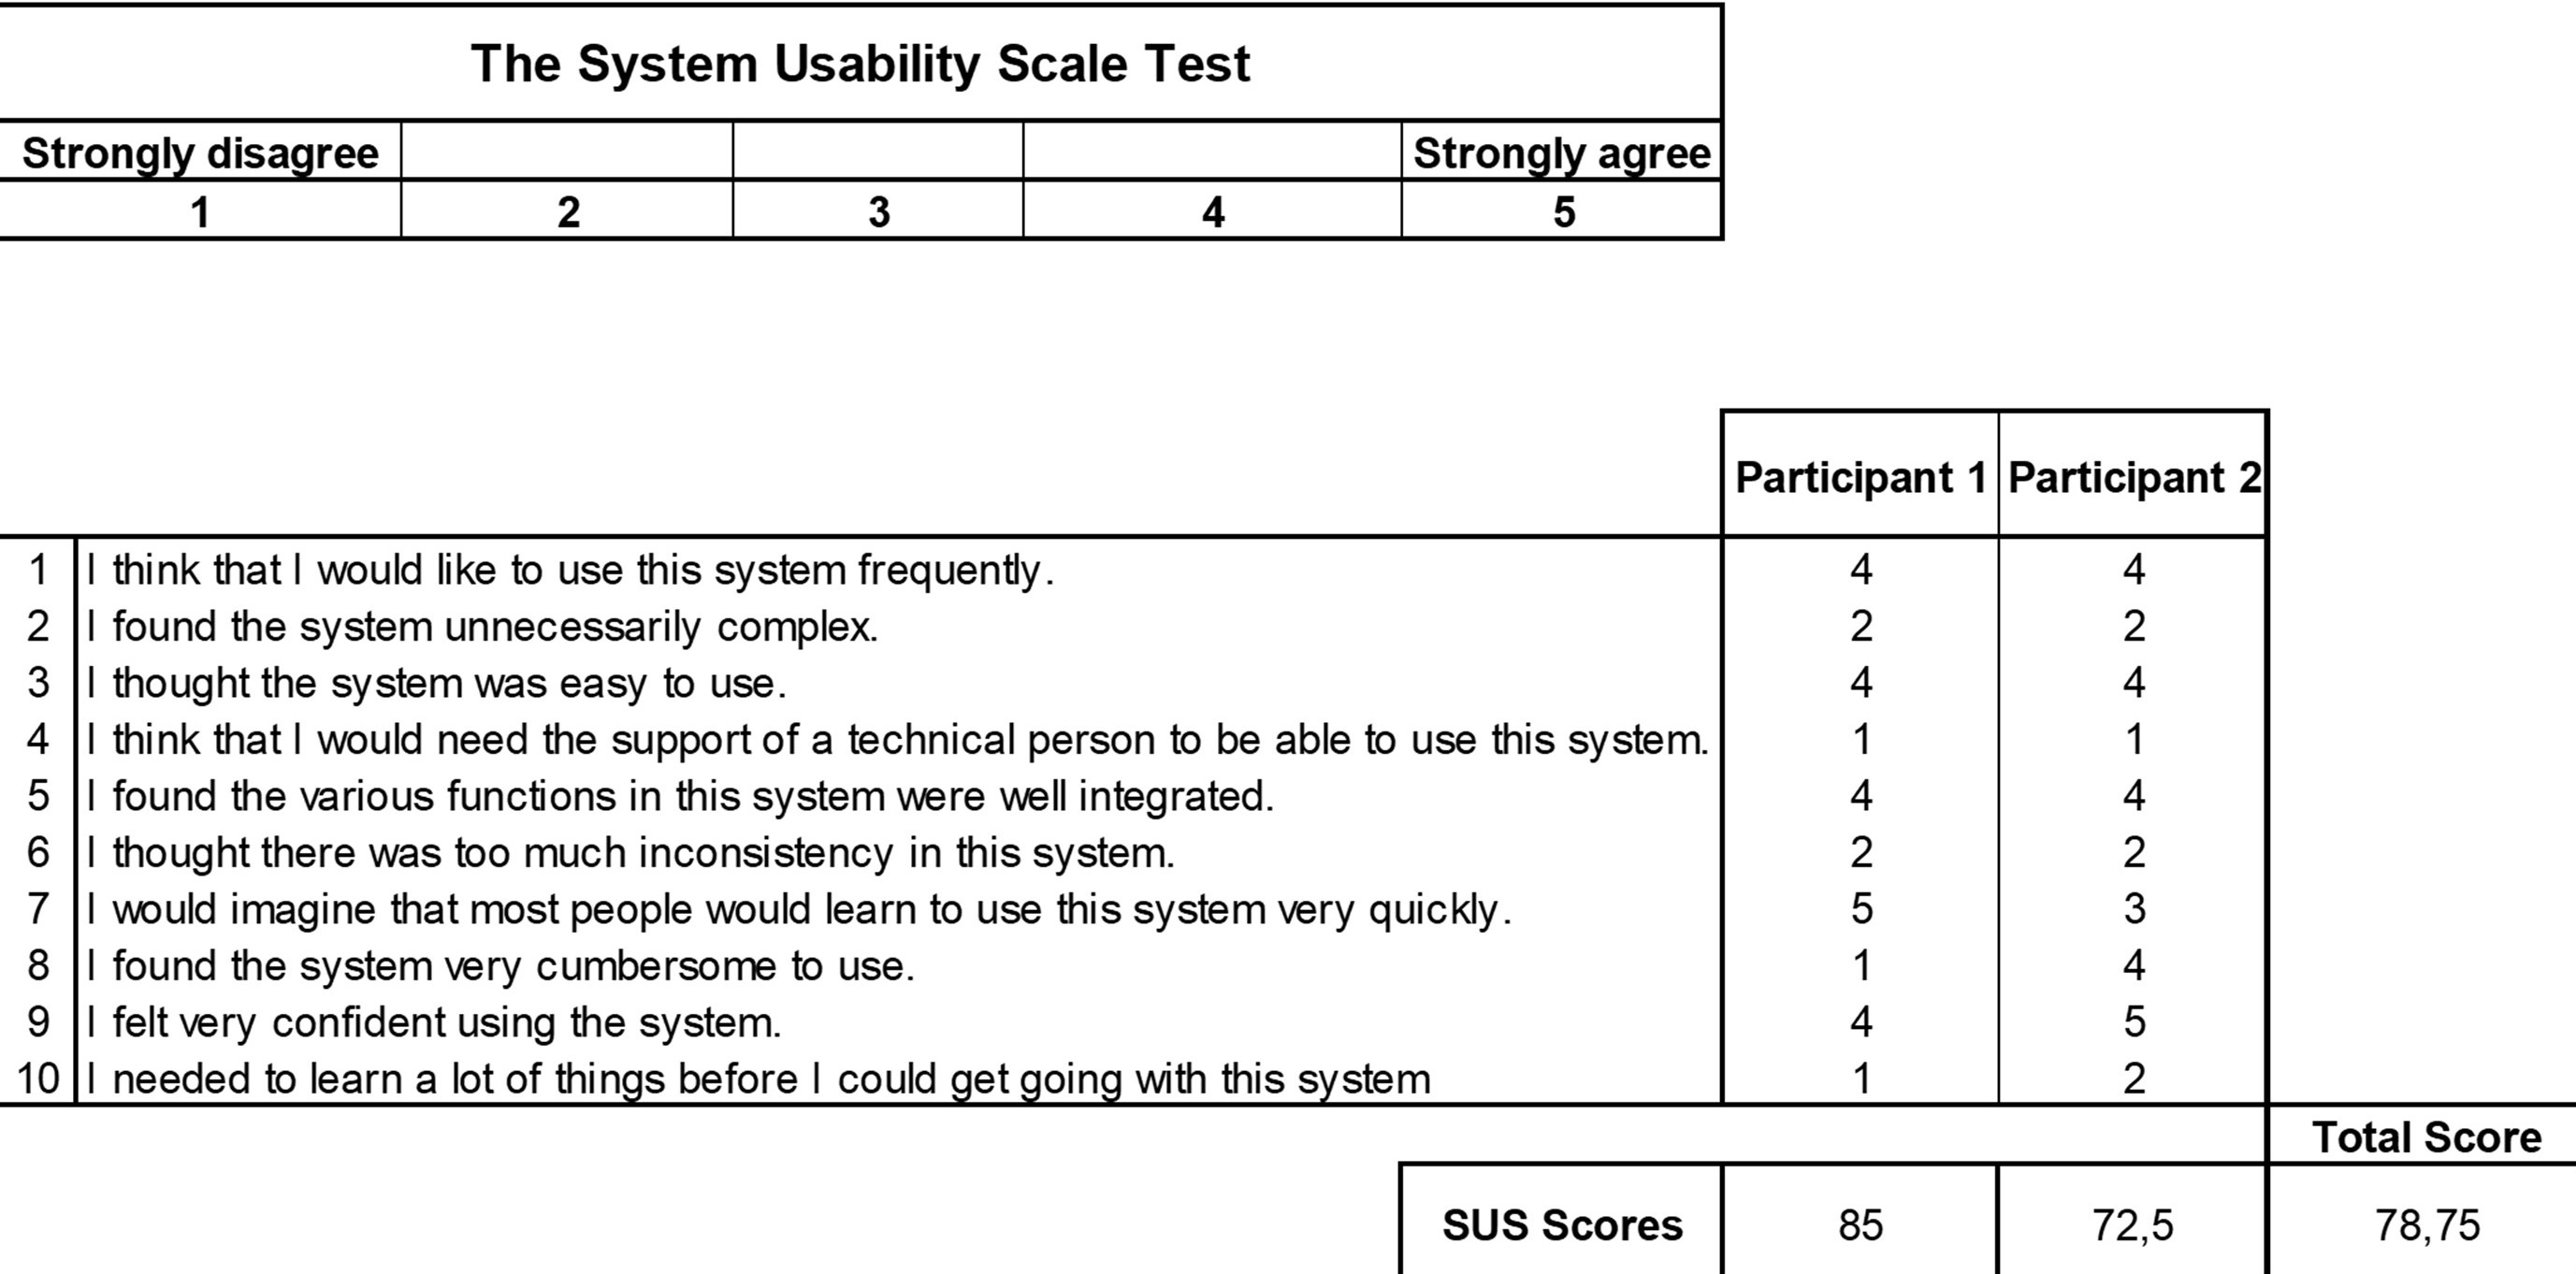 The System Usability Scale Test
Strongly disagree Strongly agree
1 2 3 4 5
Participant 1 Participant 2
1 I think that I would like to use this system frequently. 4 4
2 I found the system unnecessarily complex. 2 2
3 I thought the system was easy to use. 4 4
4 I think that I would need the support of a technical person to be able to use this system. 1 1
5 I found the various functions in this system were well integrated. 4 4
6 I thought there was too much inconsistency in this system. 2 2
7 I would imagine that most people would learn to use this system very quickly. 5 3
8 I found the system very cumbersome to use. 1 4
9 I felt very confident using the system. 4 5
10 I needed to learn a lot of things before I could get going with this system 1 2
Total Score
SUS Scores 85 72,5 78,75